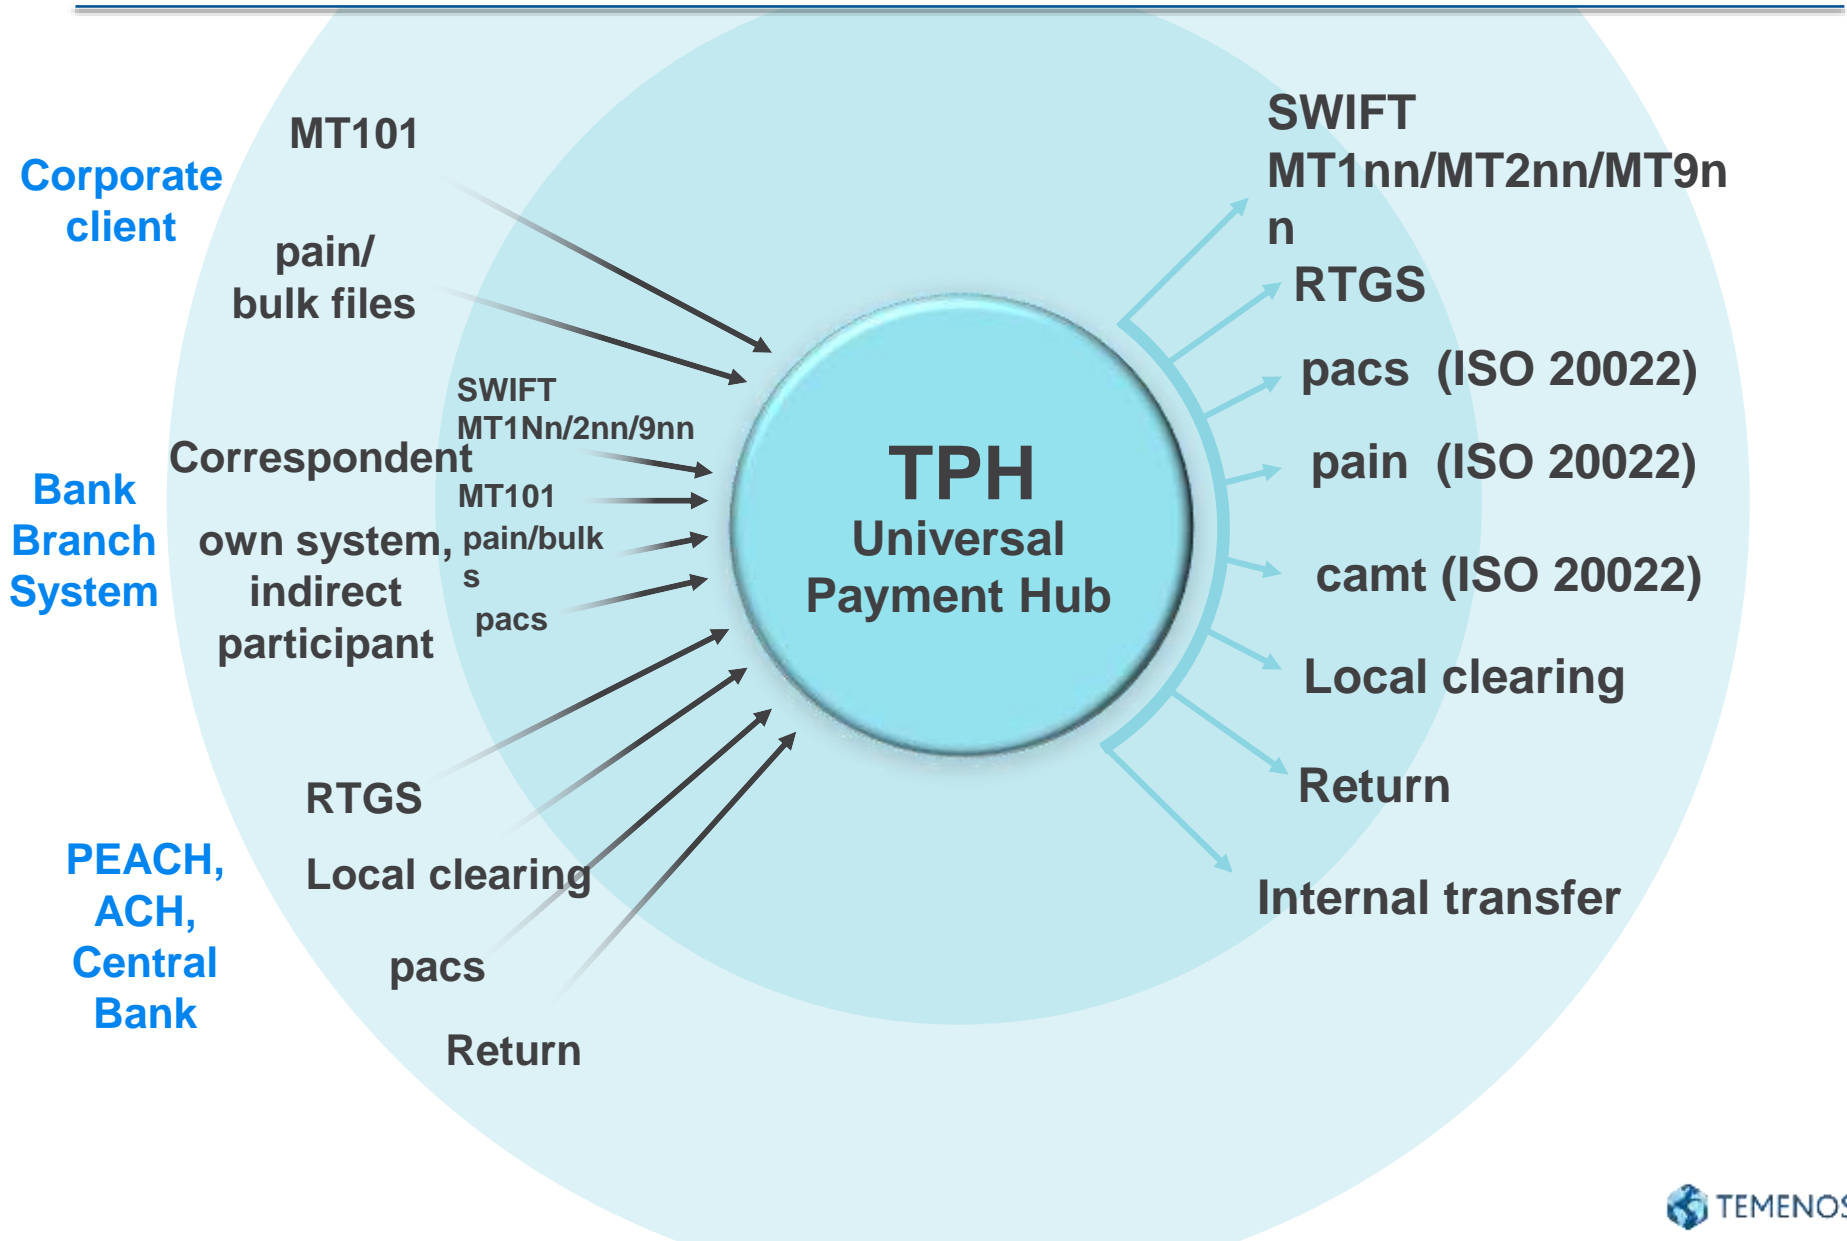 Corporate
client
MT101
pain/
bulk files
Bank
Branch
System
Correspondent
own system,
indirect
participant
SWIFT
MT1Nn/2nn/9nn
MT101
pain/bulk
s
pacs
PEACH,
ACH,
Central
Bank
RTGS
Local clearing
pacs
Return
TPH
Universal
Payment Hub
SWIFT
MT1nn/MT2nn/MT9n
n
RTGS
pacs (ISO 20022)
pain (ISO 20022)
camt (ISO 20022)
Local clearing
Return
Internal transfer
TEMENOS